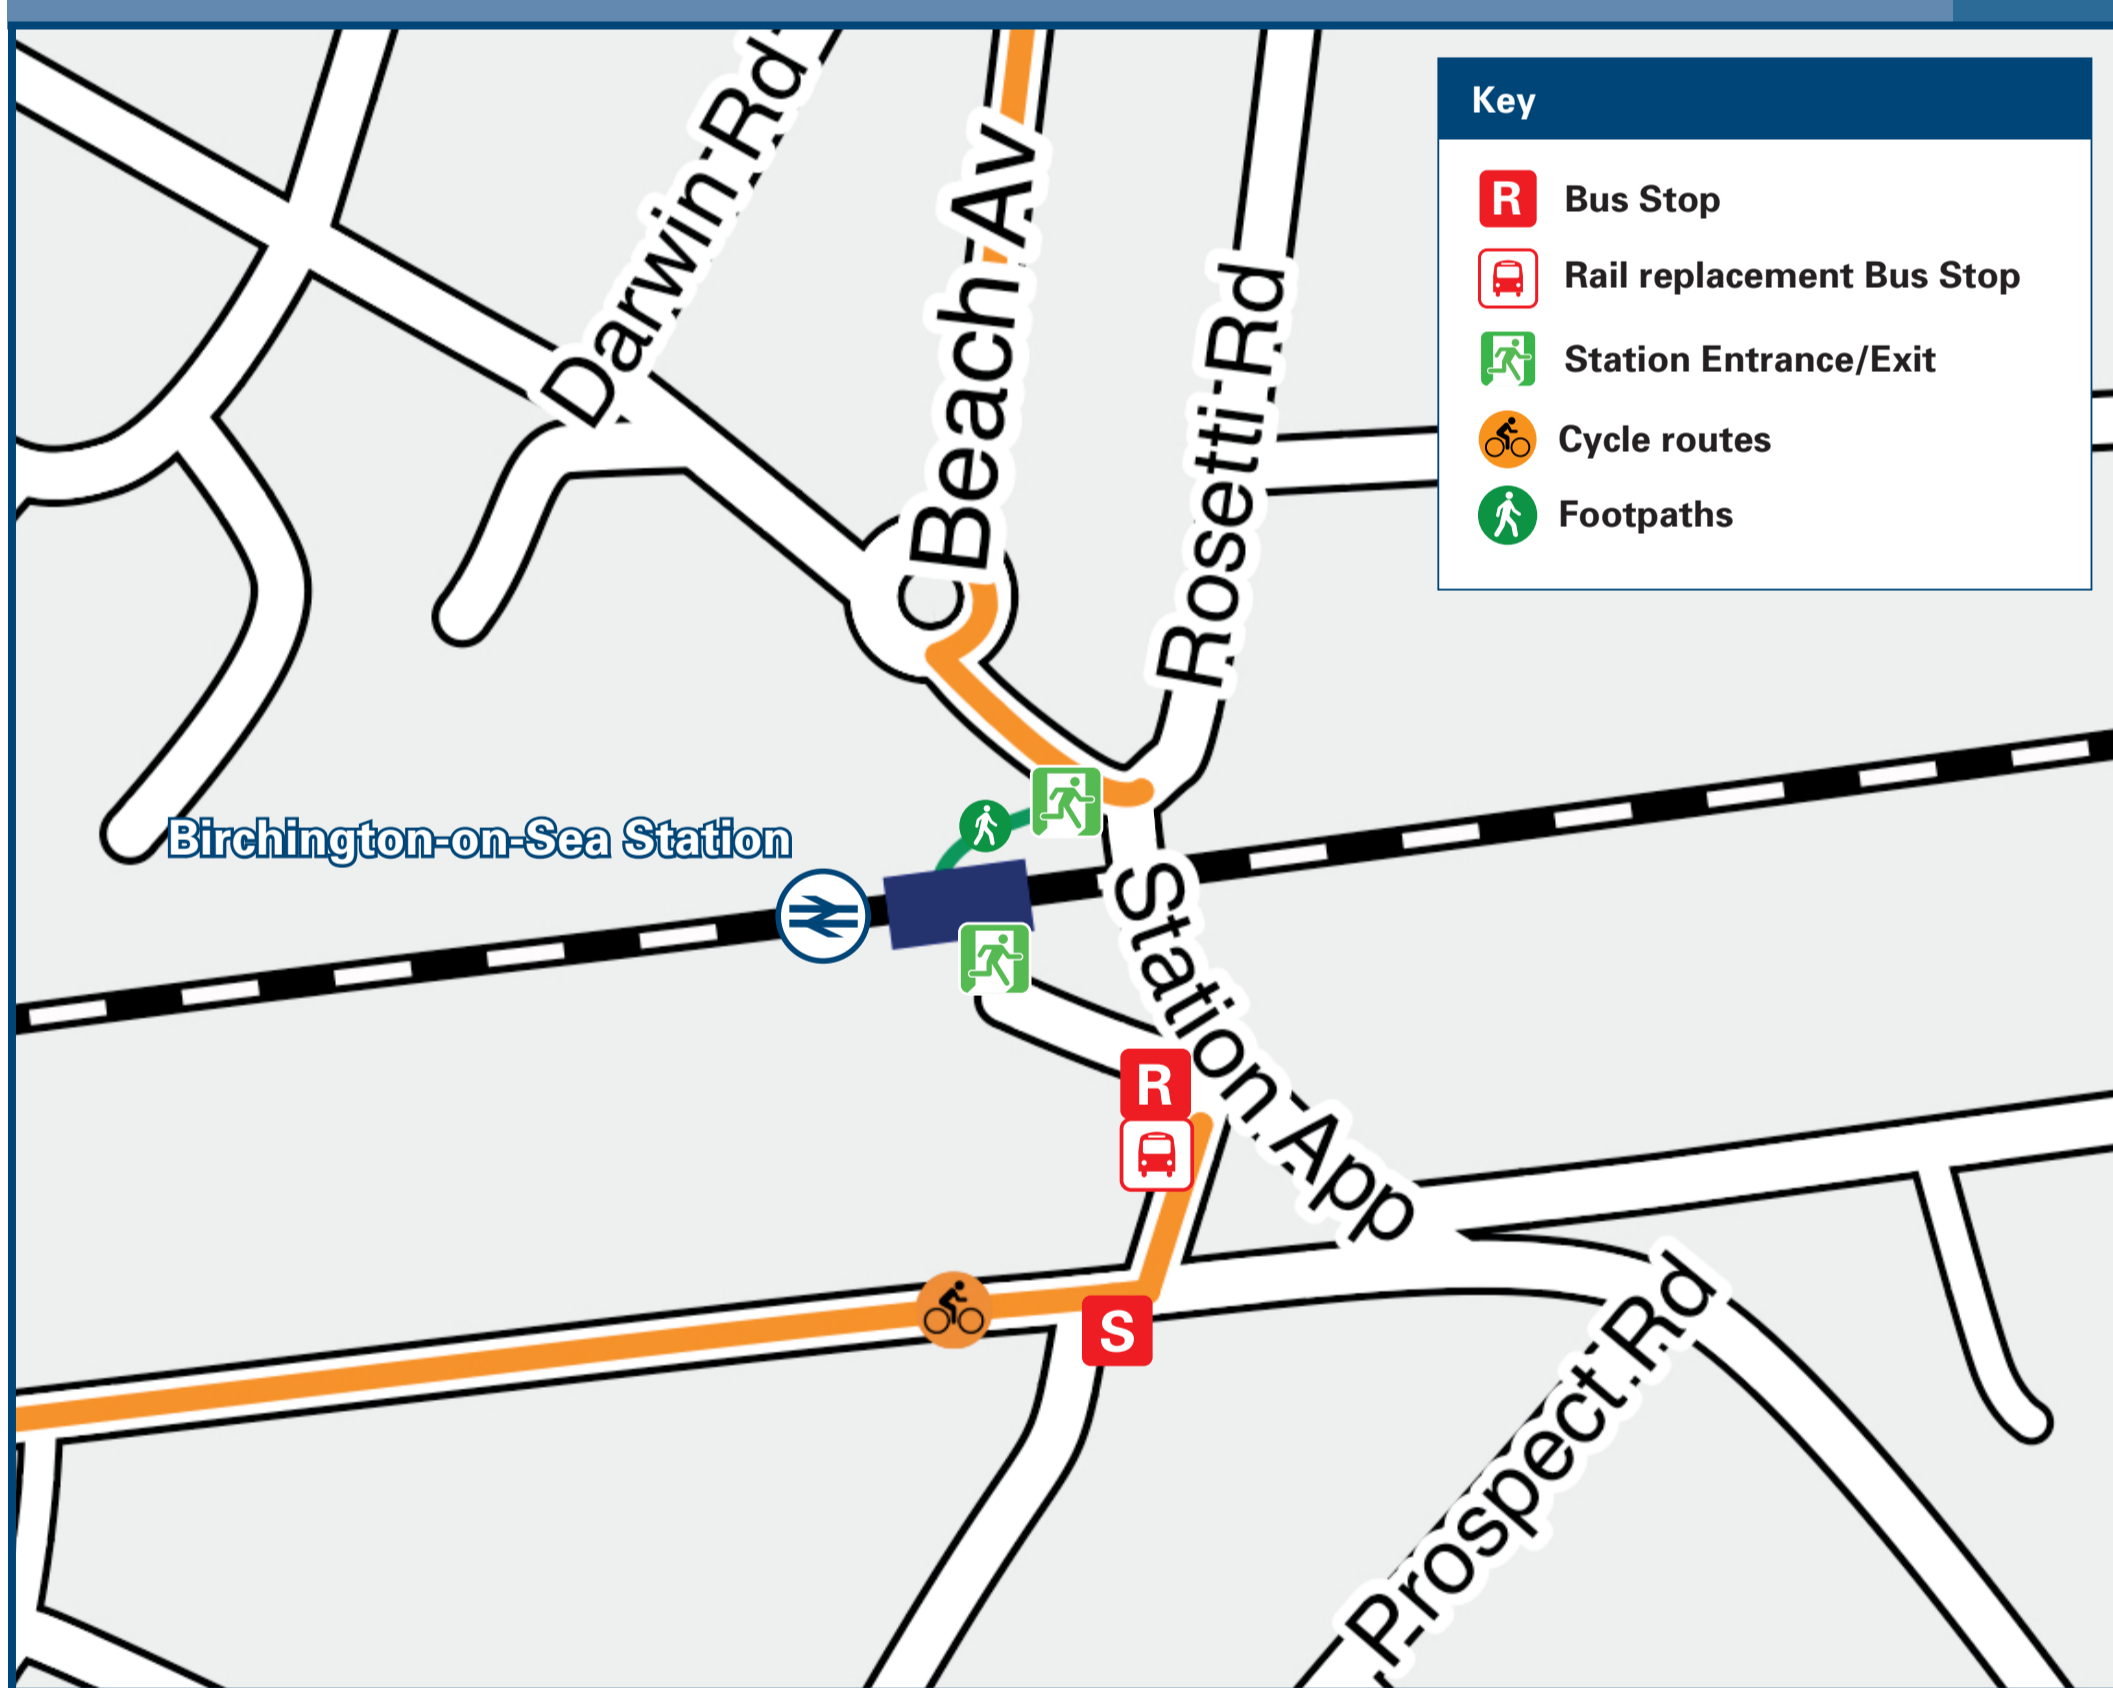 Key
R Bus Stop
Rail replacement Bus Stop
Station Entrance/Exit
Cycle routes
Footpaths
Darwin Rd
Beach Av
Rosetti Rd
Birchington-on-Sea Station
Station App
R
S
Prospect Rd